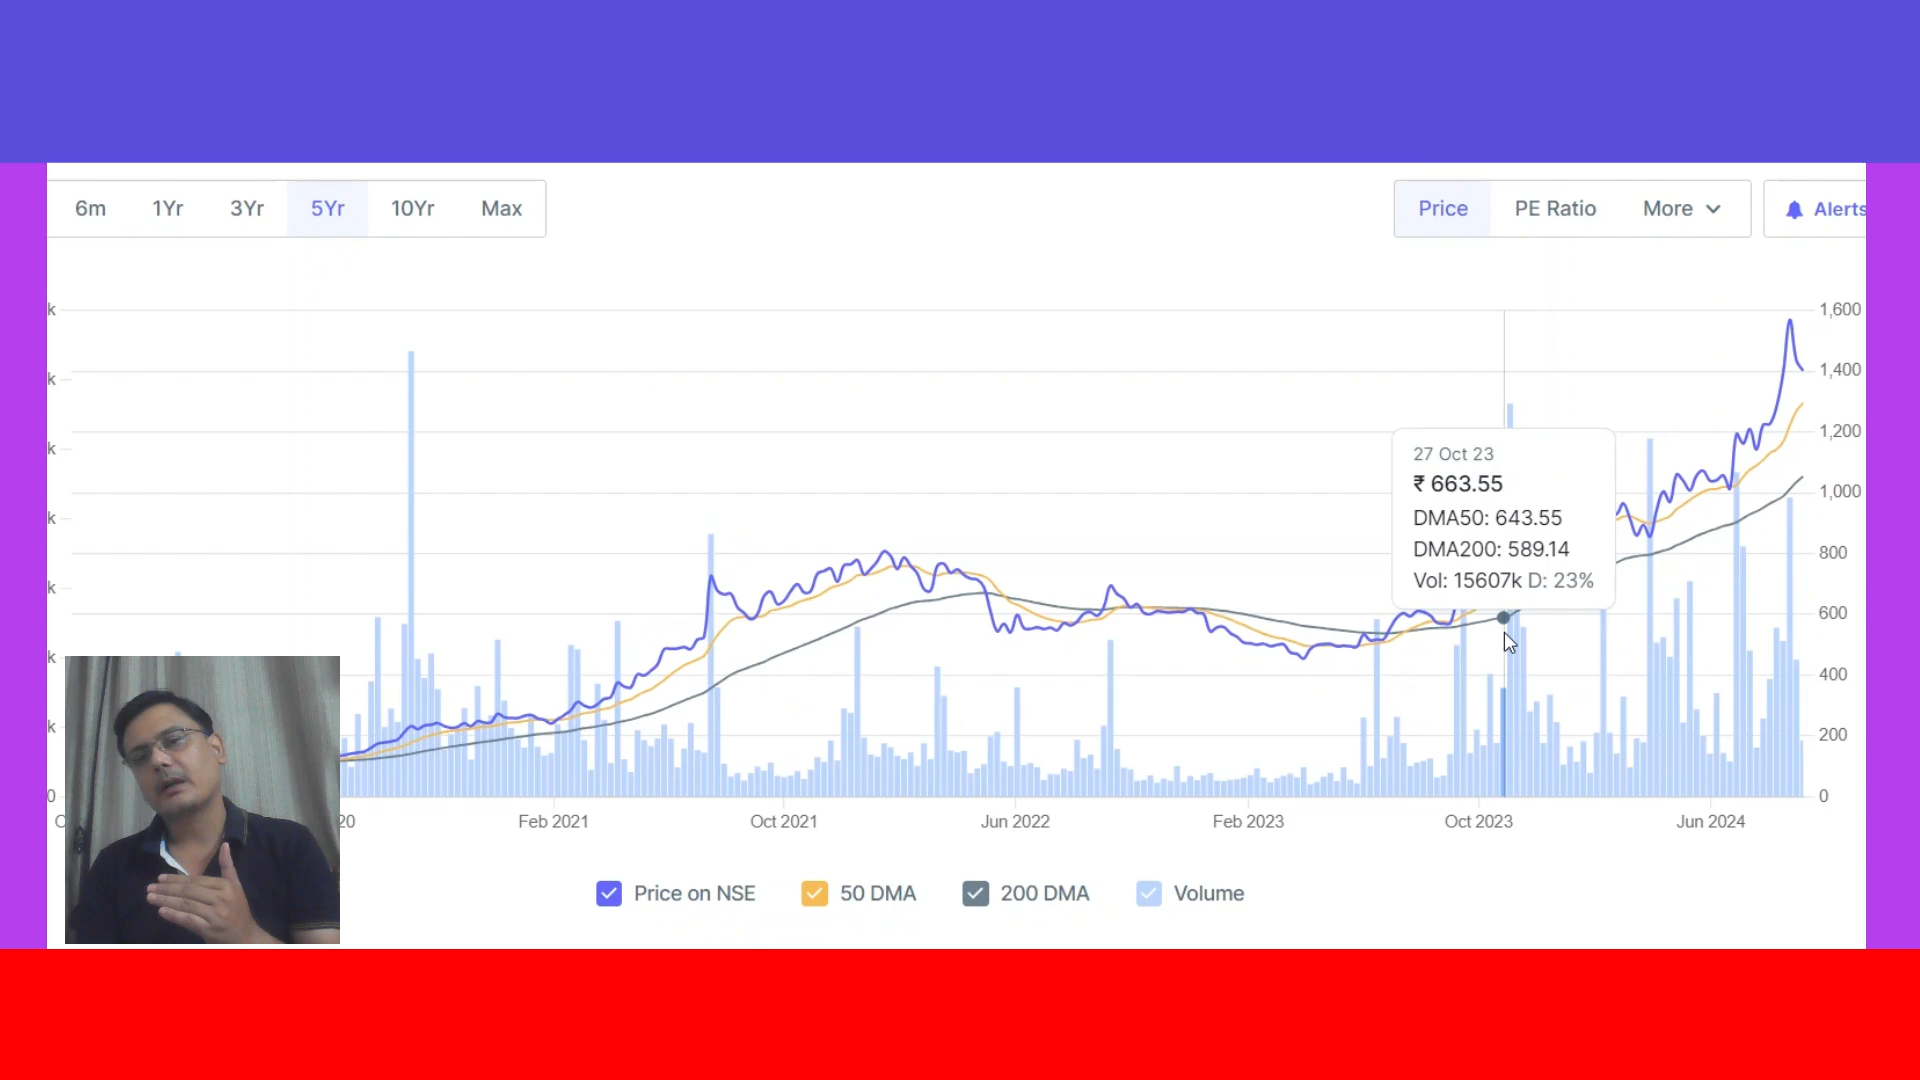 6m 1Yr 3Yr 5Yr 10Yr Max Price PE Ratio More Alerts
k 1,600
k 1,400
k 1,200
k 1,000
k 800
k 600
k 400
k 200
0 0
27 Oct 23
₹ 663.55
DMA50: 643.55
DMA200: 589.14
Vol: 15607k D: 23%
20 Feb 2021 Oct 2021 Jun 2022 Feb 2023 Oct 2023 Jun 2024
Price on NSE 50 DMA 200 DMA Volume